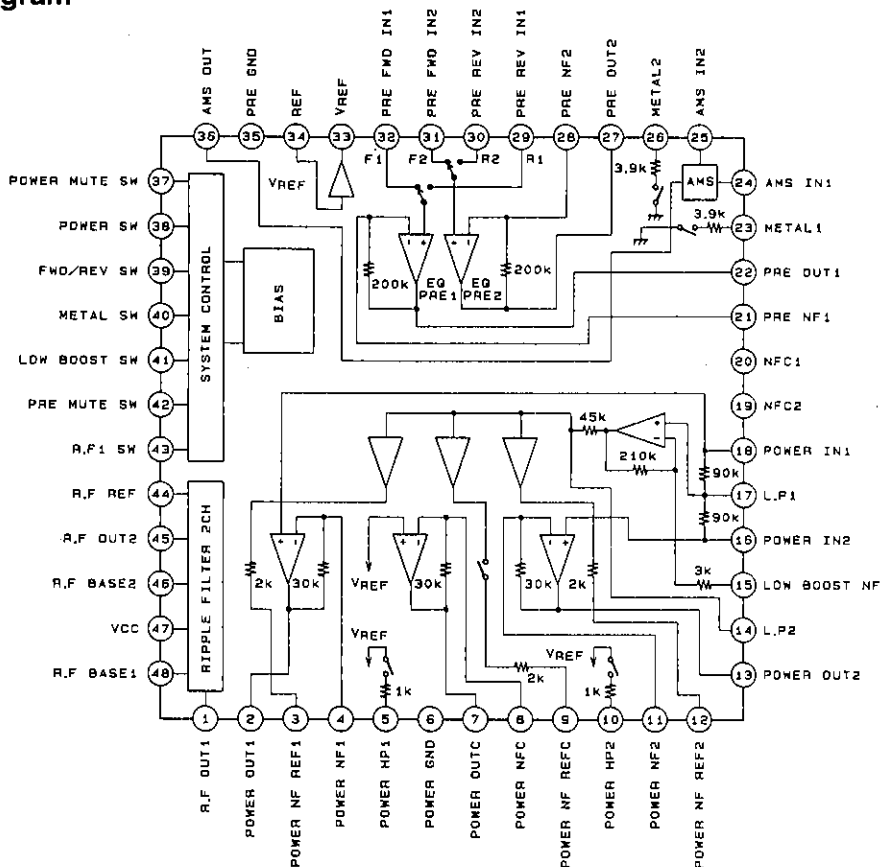 gram
AMS OUT
PRE GND
REF
VREF
PRE FWD IN1
PRE FWD IN2
PRE REV IN2
PRE REV IN1
PRE NF2
PRE OUT2
METAL2
AMS IN2
36
35
34
33
32
31
30
29
28
27
26
25
F1
F2
R2
R1
3.9k
VREF
AMS
POWER MUTE SW 37
POWER SW 38
FWD/REV SW 39
METAL SW 40
LOW BOOST SW 41
PRE MUTE SW 42
R.F1 SW 43
R.F REF 44
R.F OUT2 45
R.F BASE2 46
VCC 47
R.F BASE1 48
SYSTEM CONTROL
BIAS
RIPPLE FILTER 2CH
24 AMS IN1
3.9k
23 METAL1
22 PRE OUT1
21 PRE NF1
20 NFC1
19 NFC2
18 POWER IN1
90k
17 L.P1
90k
16 POWER IN2
3k
15 LOW BOOST NF
14 L.P2
13 POWER OUT2
- +
+ -
200k
EQ PRE1
EQ PRE2
200k
45k
+
-
210k
+ -
2k
30k
VREF
+ -
30k
- +
30k
2k
VREF
1k
2k
VREF
1k
1
2
3
4
5
6
7
8
9
10
11
12
R.F OUT1
POWER OUT1
POWER NF REF1
POWER NF1
POWER HP1
POWER GND
POWER OUTC
POWER NFC
POWER NF REFC
POWER HP2
POWER NF2
POWER NF REF2